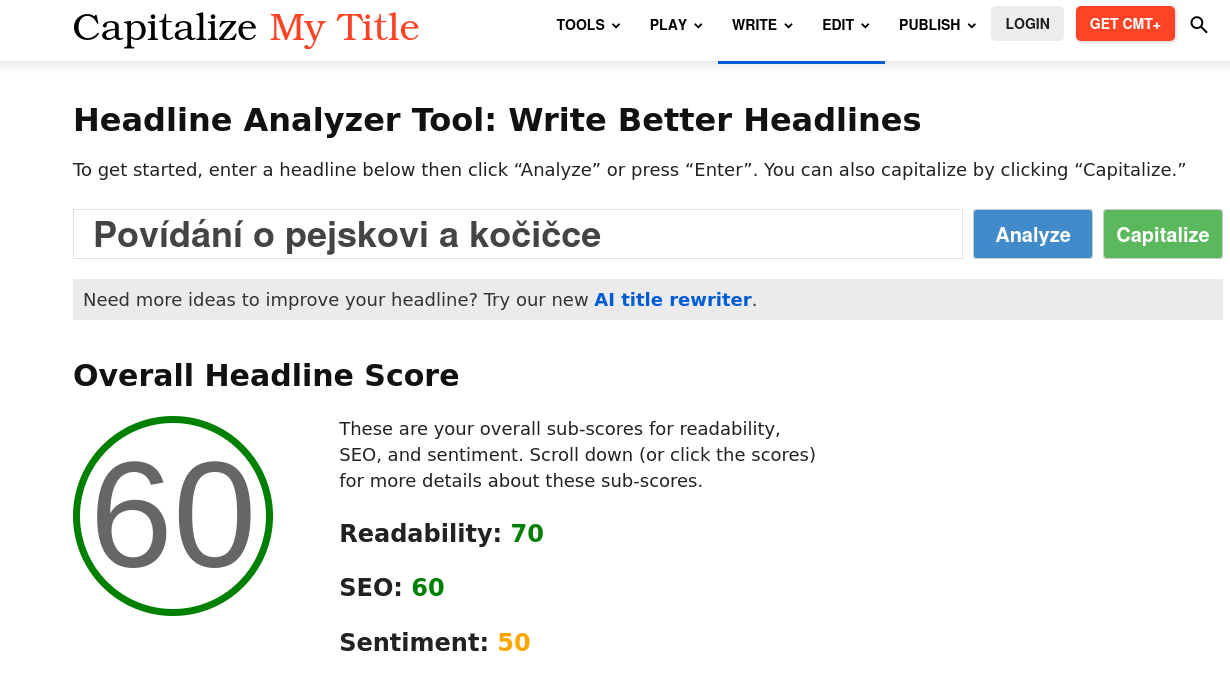 Capitalize My Title
TOOLS PLAY WRITE EDIT PUBLISH LOGIN GET CMT+
Headline Analyzer Tool: Write Better Headlines
To get started, enter a headline below then click “Analyze” or press “Enter”. You can also capitalize by clicking “Capitalize.”
Povídání o pejskovi a kočičce
Analyze
Capitalize
Need more ideas to improve your headline? Try our new AI title rewriter.
Overall Headline Score
60
These are your overall sub-scores for readability,
SEO, and sentiment. Scroll down (or click the scores)
for more details about these sub-scores.
Readability: 70
SEO: 60
Sentiment: 50